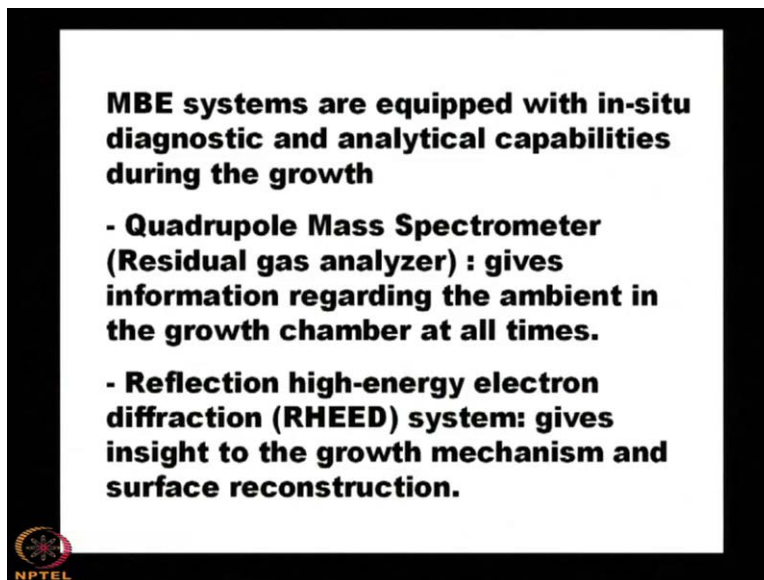 MBE systems are equipped with in-situ
diagnostic and analytical capabilities
during the growth
- Quadrupole Mass Spectrometer
(Residual gas analyzer) : gives
information regarding the ambient in
the growth chamber at all times.
- Reflection high-energy electron
diffraction (RHEED) system: gives
insight to the growth mechanism and
surface reconstruction.
NPTEL